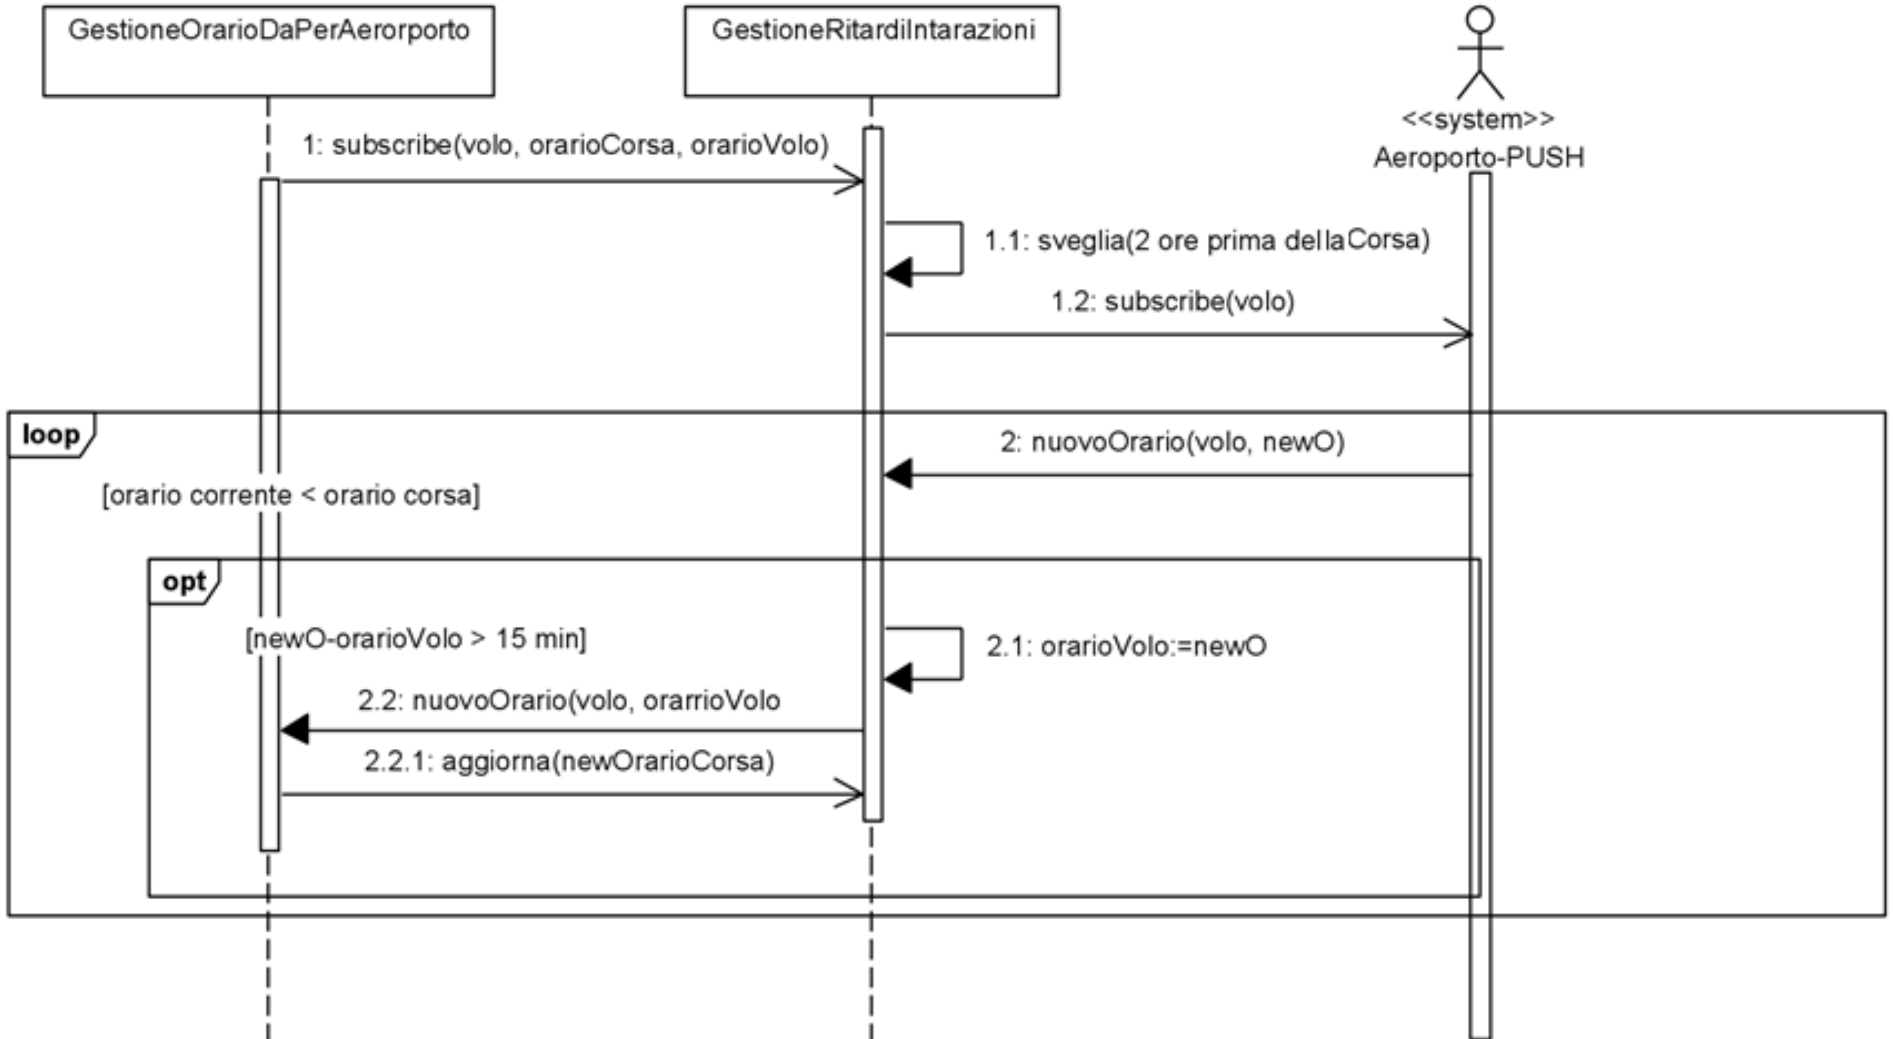 GestioneOrarioDaPerAerorporto
GestioneRitardiIntarazioni
<<system>>
Aeroporto-PUSH
1: subscribe(volo, orarioCorsa, orarioVolo)
1.1: sveglia(2 ore prima dellaCorsa)
1.2: subscribe(volo)
loop
2: nuovoOrario(volo, newO)
[orario corrente < orario corsa]
opt
[newO-orarioVolo > 15 min]
2.1: orarioVolo:=newO
2.2: nuovoOrario(volo, orarrioVolo
2.2.1: aggiorna(newOrarioCorsa)